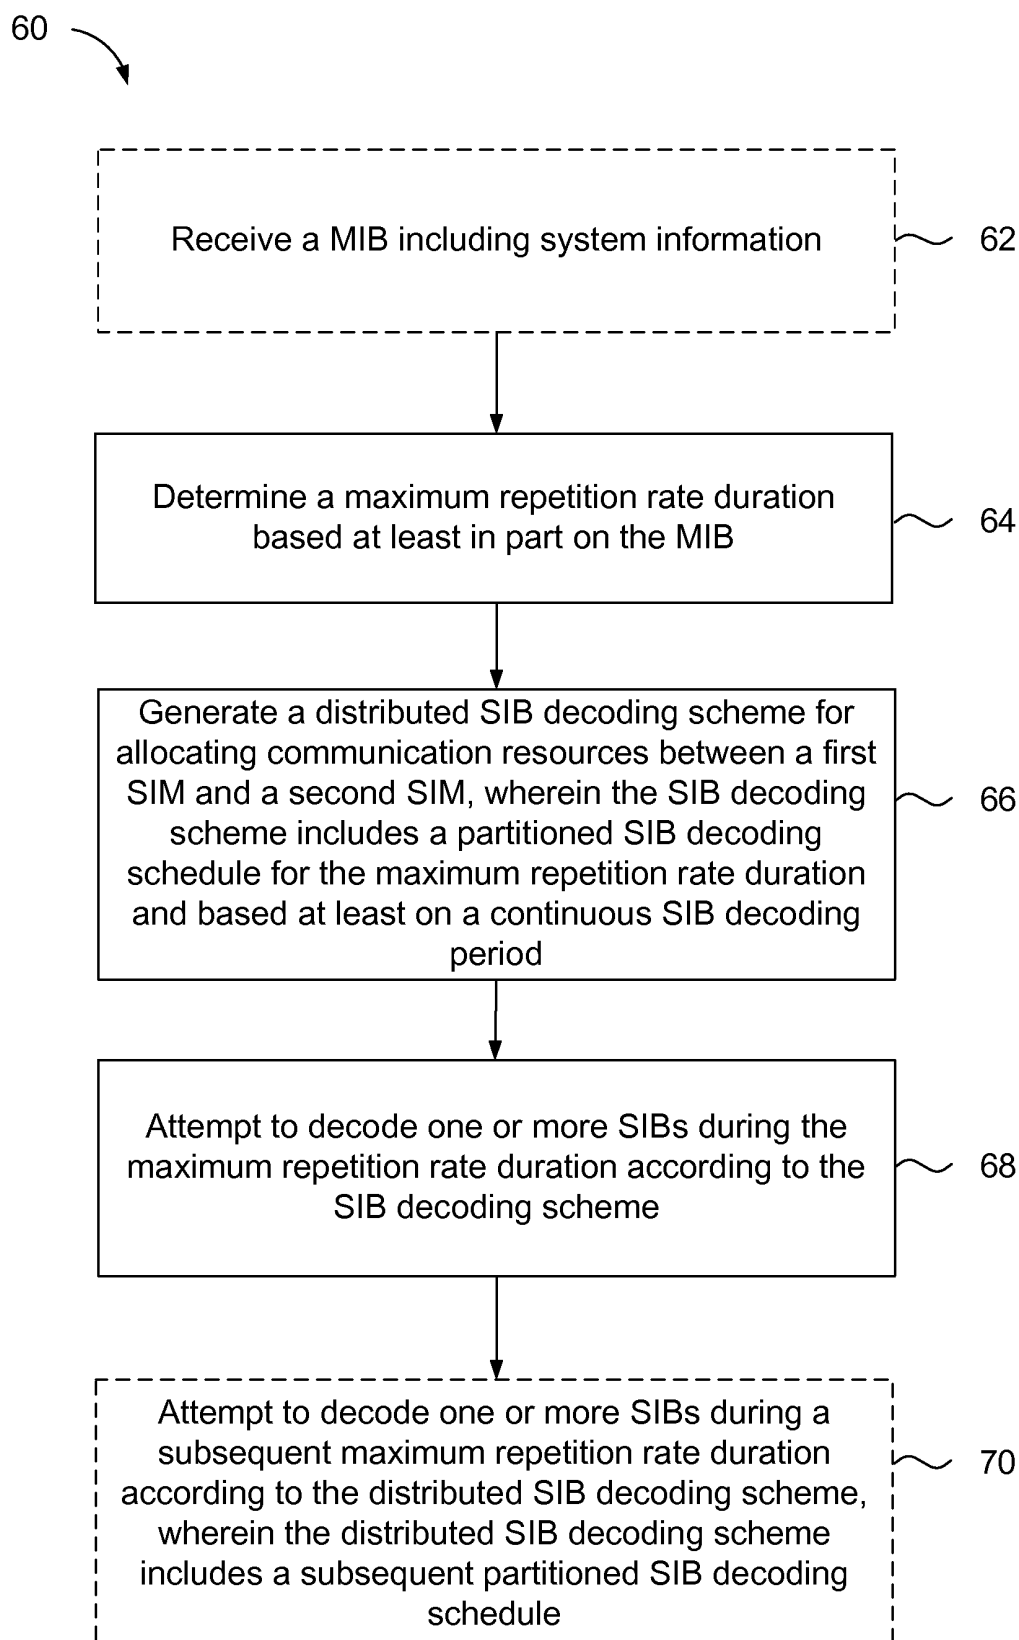 60
Receive a MIB including system information
62
Determine a maximum repetition rate duration
based at least in part on the MIB
64
Generate a distributed SIB decoding scheme for
allocating communication resources between a first
SIM and a second SIM, wherein the SIB decoding
scheme includes a partitioned SIB decoding
schedule for the maximum repetition rate duration
and based at least on a continuous SIB decoding
period
66
Attempt to decode one or more SIBs during the
maximum repetition rate duration according to the
SIB decoding scheme
68
Attempt to decode one or more SIBs during a
subsequent maximum repetition rate duration
according to the distributed SIB decoding scheme,
wherein the distributed SIB decoding scheme
includes a subsequent partitioned SIB decoding
schedule
70